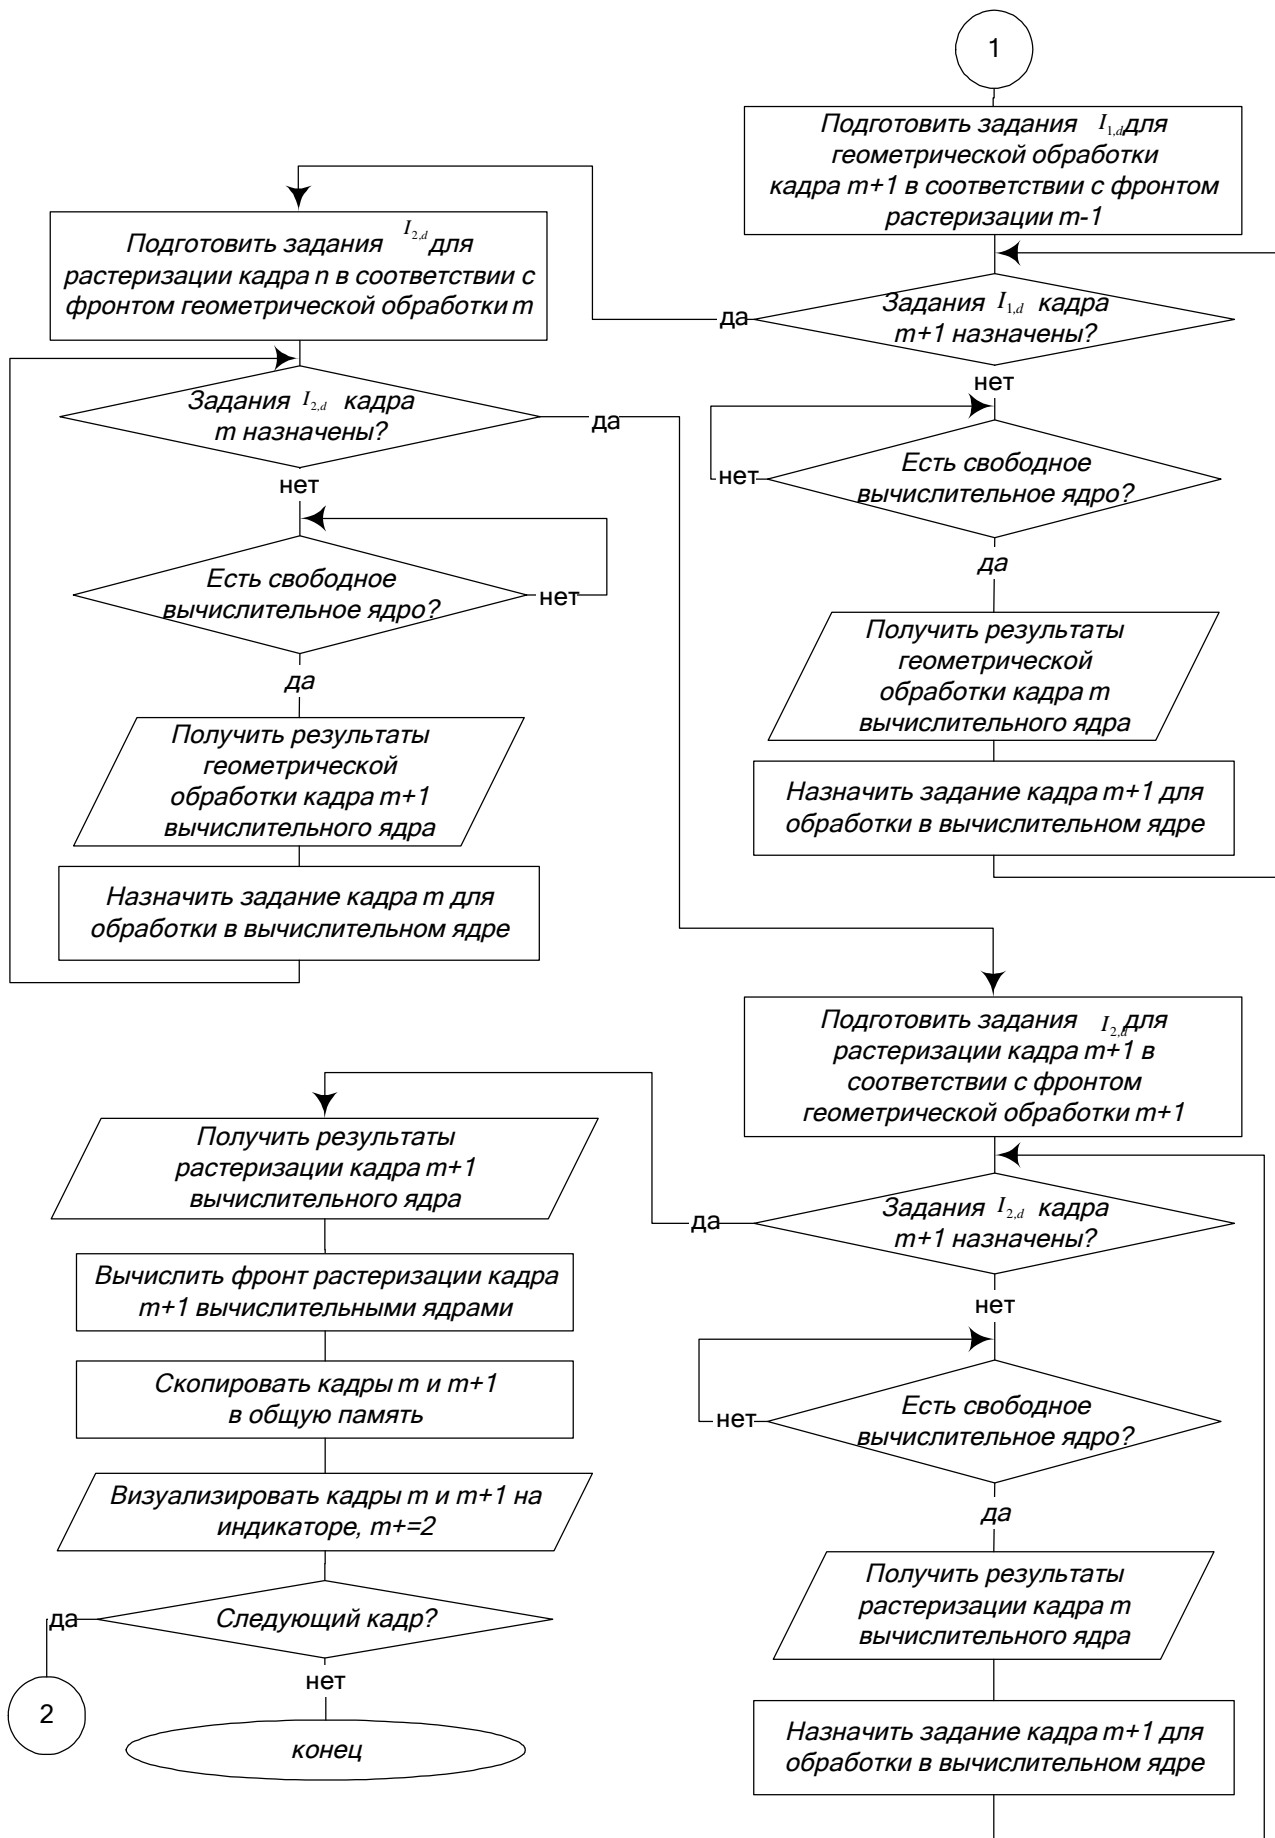 1
Подготовить задания I1,d для
геометрической обработки
кадра m+1 в соответствии с фронтом
растеризации m-1
Задания I1,d кадра
m+1 назначены?
да
нет
Есть свободное
вычислительное ядро?
нет
да
Получить результаты
геометрической
обработки кадра m
вычислительного ядра
Назначить задание кадра m+1 для
обработки в вычислительном ядре
Подготовить задания I2,d для
растеризации кадра n в соответствии с
фронтом геометрической обработки m
Задания I2,d кадра
m назначены?
да
нет
Есть свободное
вычислительное ядро?
нет
да
Получить результаты
геометрической
обработки кадра m+1
вычислительного ядра
Назначить задание кадра m для
обработки в вычислительном ядре
Подготовить задания I2,d для
растеризации кадра m+1 в
соответствии с фронтом
геометрической обработки m+1
Задания I2,d кадра
m+1 назначены?
да
нет
Есть свободное
вычислительное ядро?
нет
да
Получить результаты
растеризации кадра m
вычислительного ядра
Назначить задание кадра m+1 для
обработки в вычислительном ядре
Получить результаты
растеризации кадра m+1
вычислительного ядра
Вычислить фронт растеризации кадра
m+1 вычислительными ядрами
Скопировать кадры m и m+1
в общую память
Визуализировать кадры m и m+1 на
индикаторе, m+=2
Следующий кадр?
да
нет
2
конец